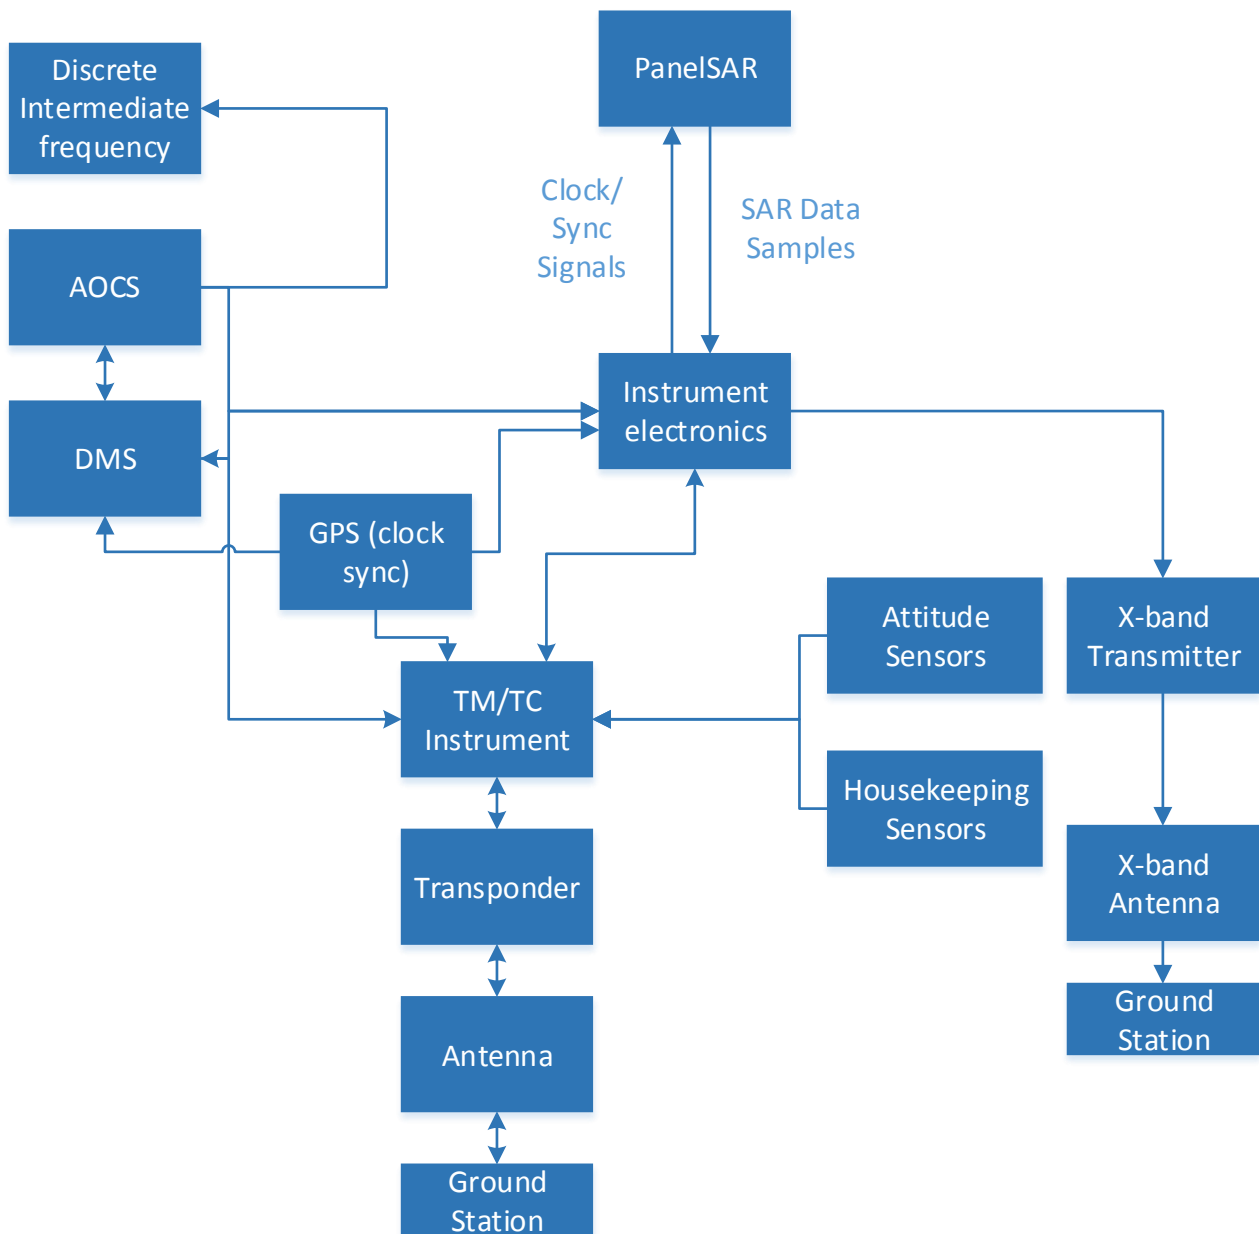 Discrete
Intermediate
frequency
PanelSAR
Clock/
Sync
Signals
SAR Data
Samples
AOCS
DMS
Instrument
electronics
GPS (clock
sync)
Attitude
Sensors
X-band
Transmitter
TM/TC
Instrument
Housekeeping
Sensors
Transponder
X-band
Antenna
Antenna
Ground
Station
Ground
Station